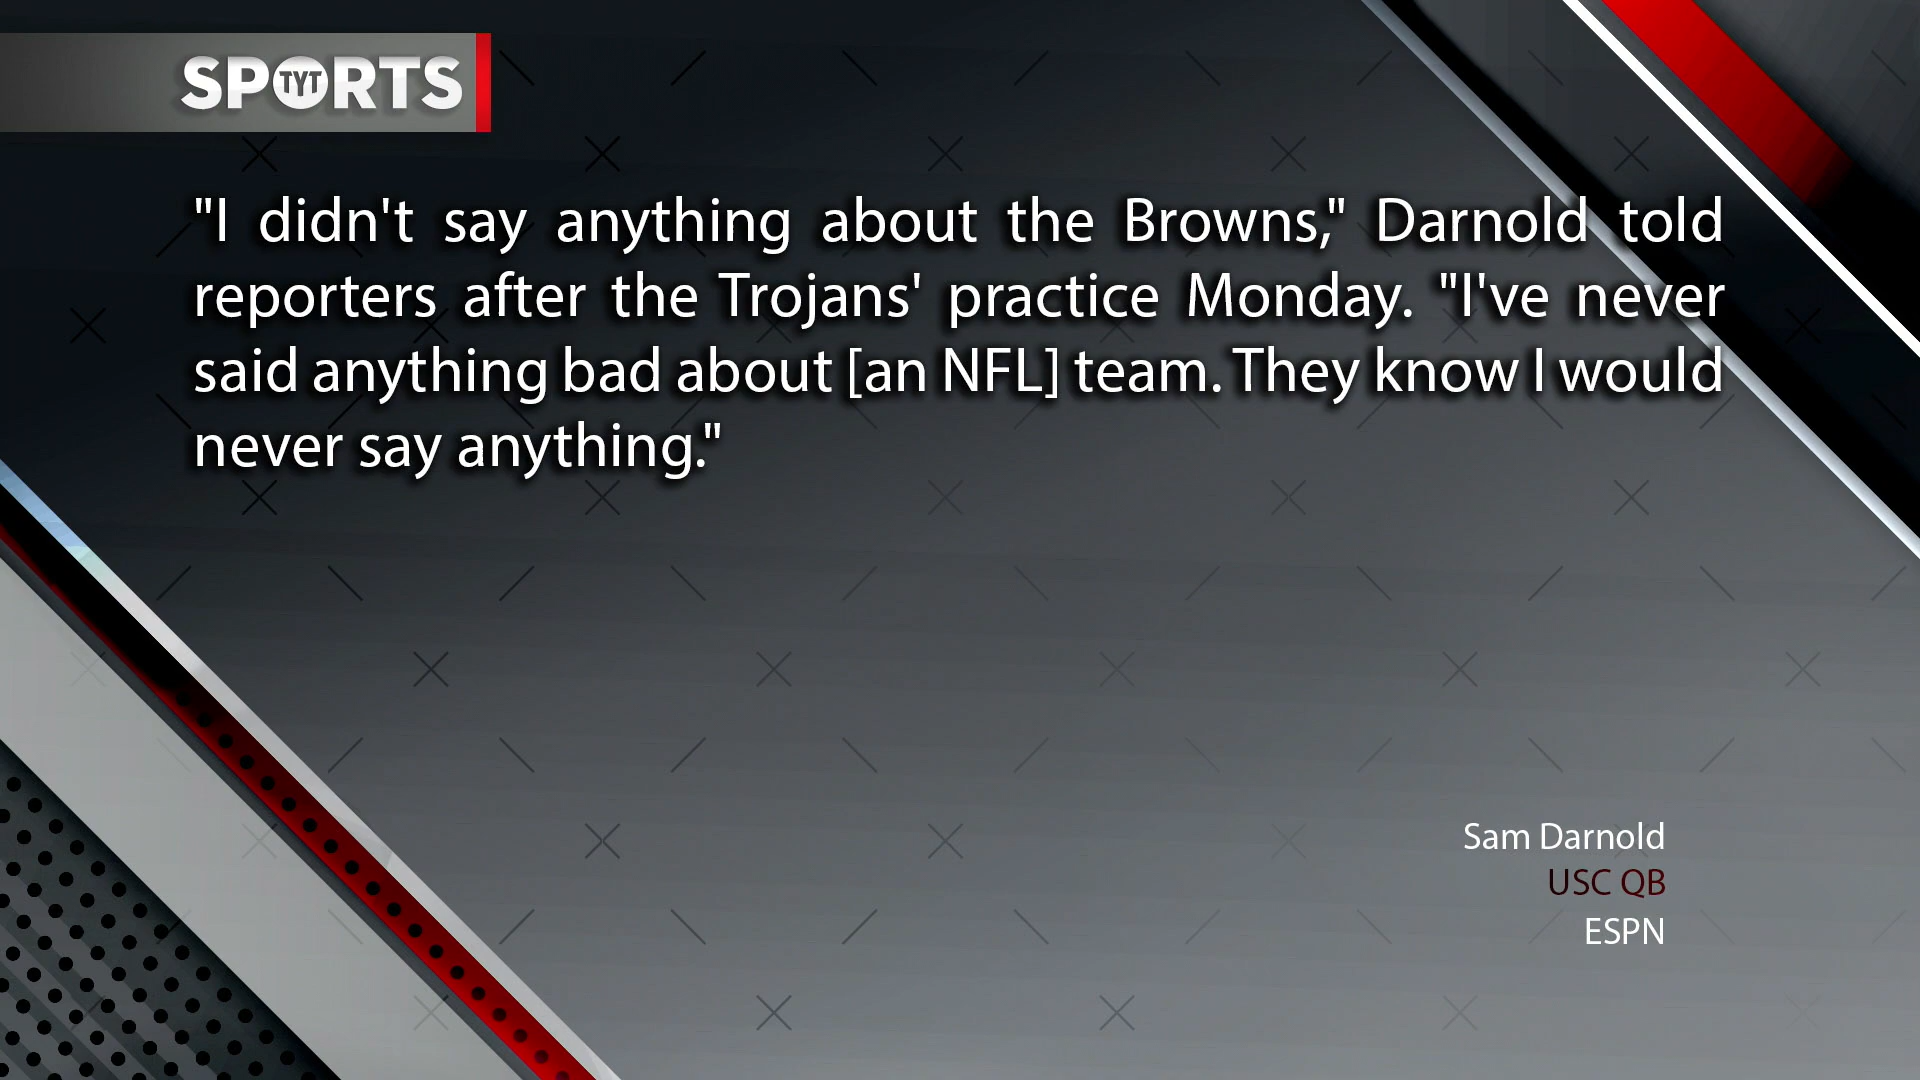 SPORTS
TYT
"I didn't say anything about the Browns," Darnold told
reporters after the Trojans' practice Monday. "I've never
said anything bad about [an NFL] team. They know I would
never say anything."
Sam Darnold
USC QB
ESPN